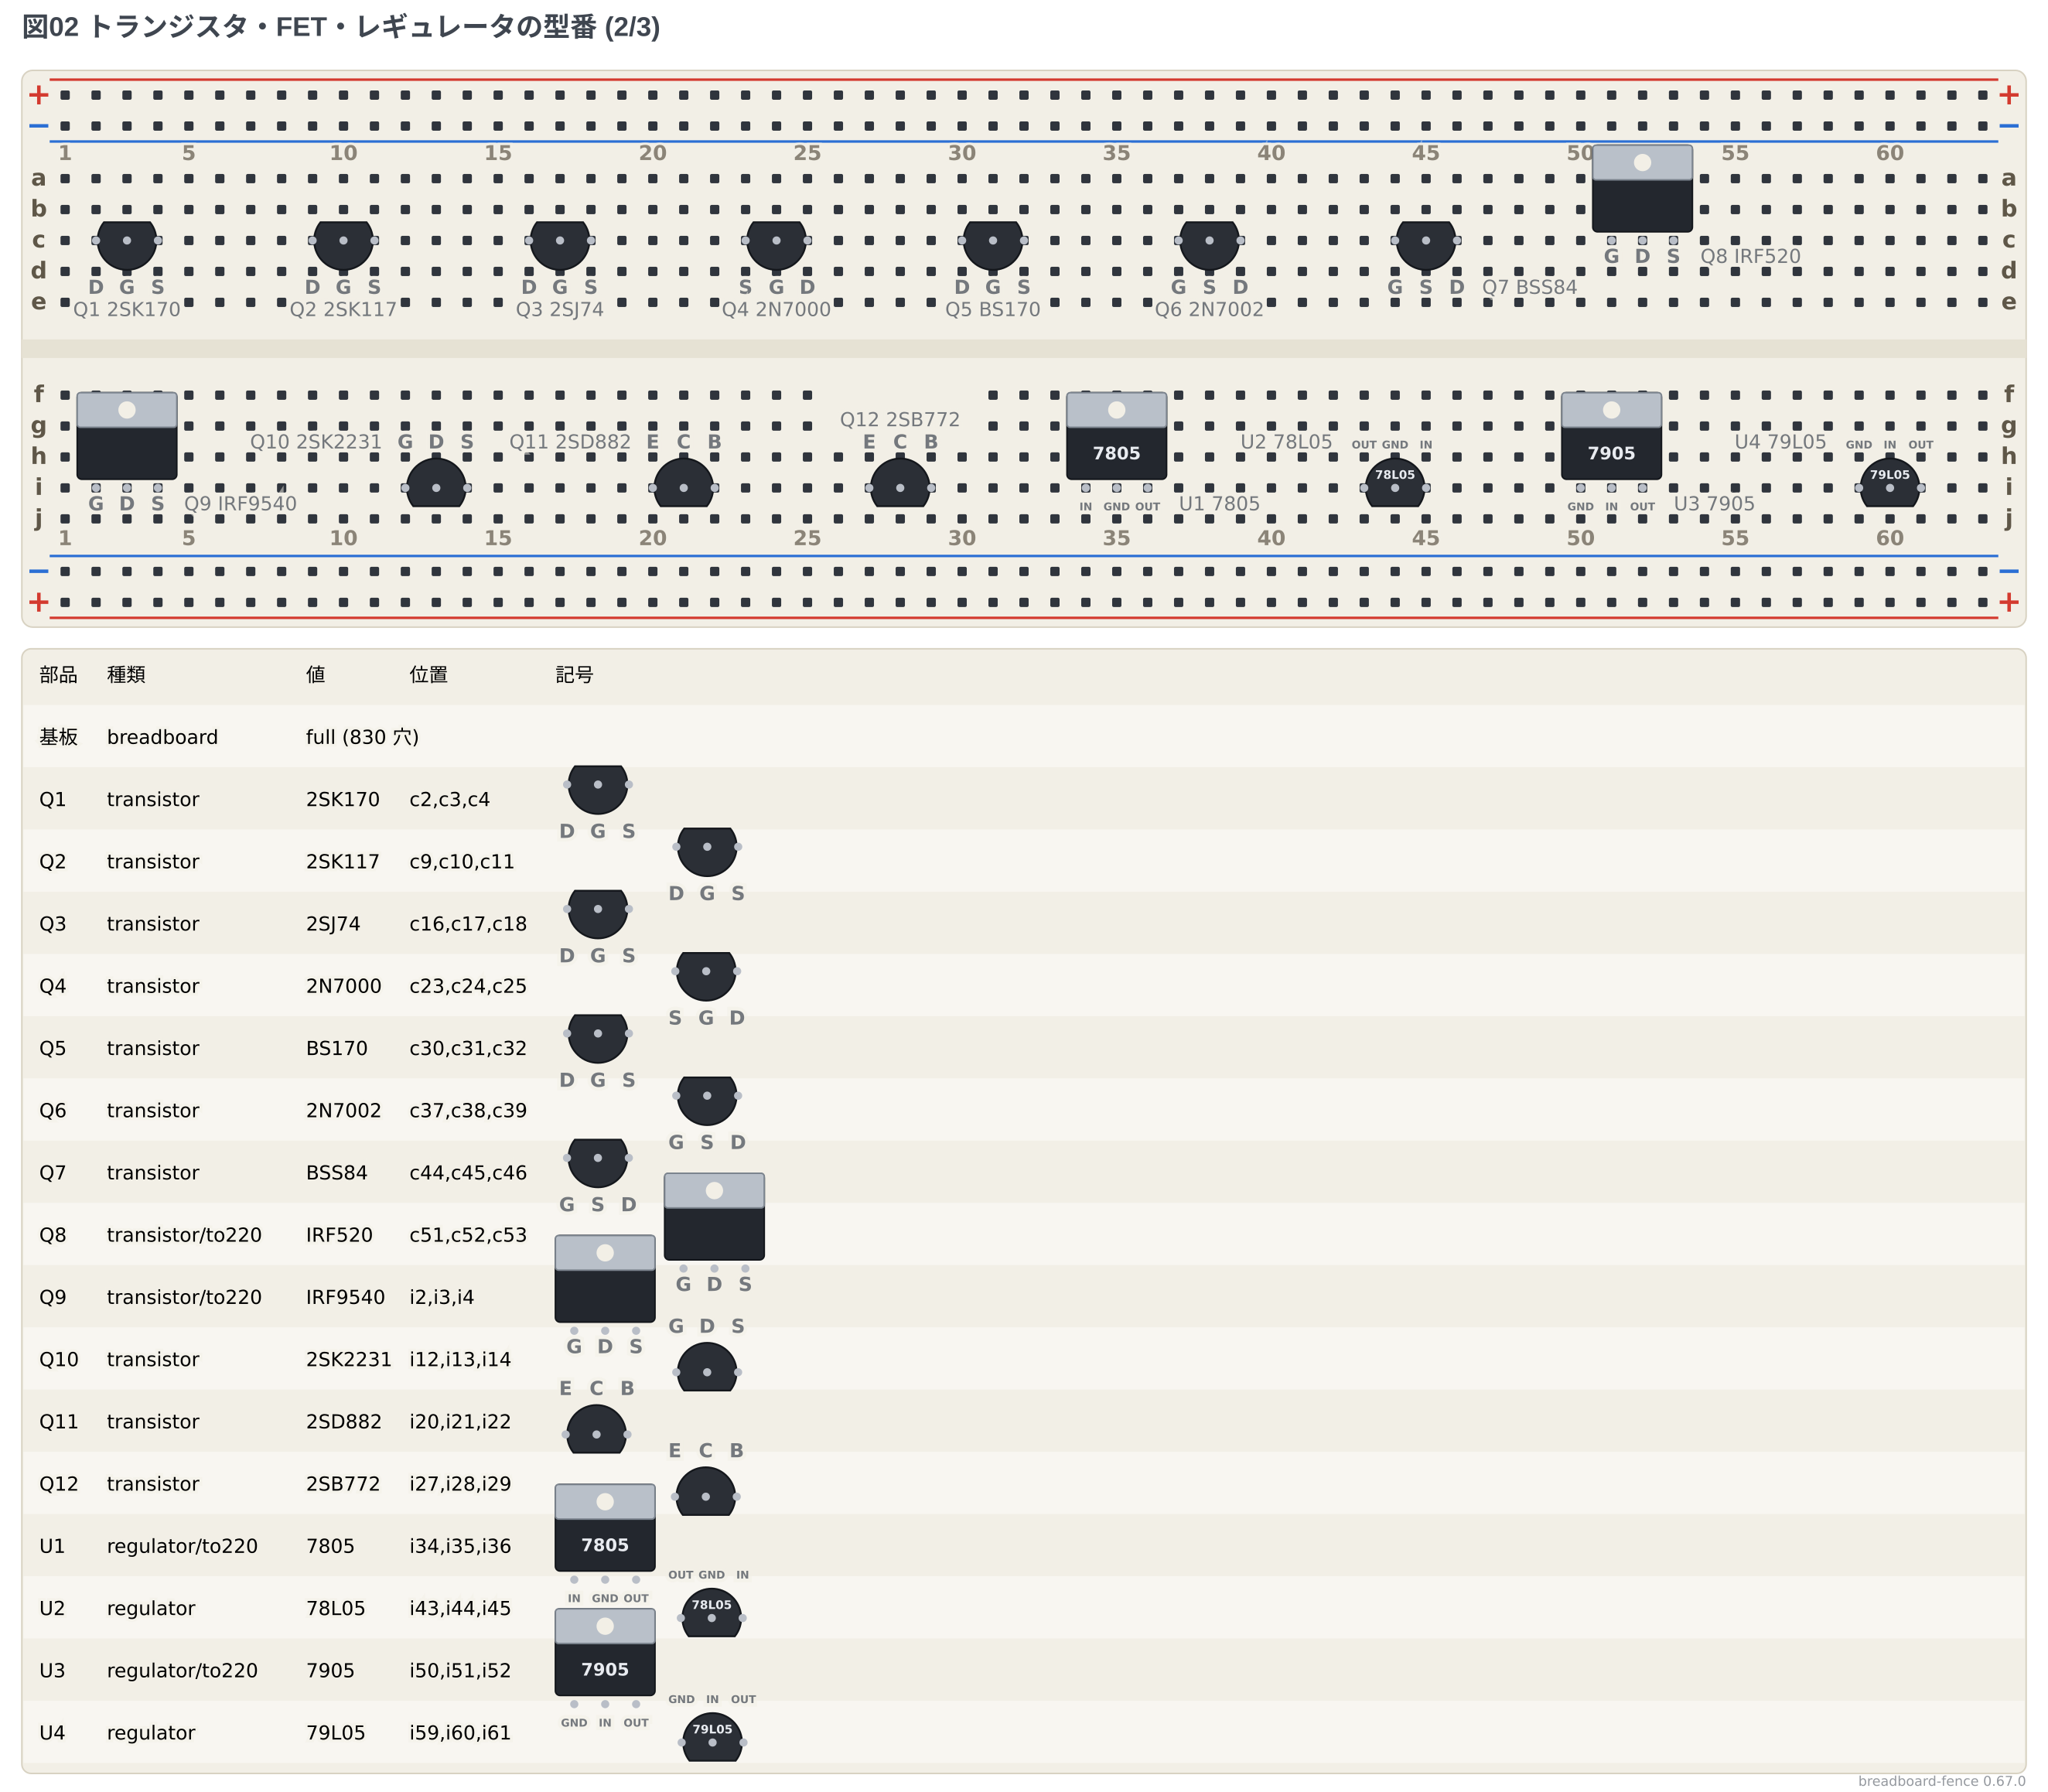 図02 トランジスタ・FET・レギュレータの型番 (2/3)
+ +
− −
1 5 10 15 20 25 30 35 40 45 50 55 60
a a
b b
c c
G D S Q8 IRF520
d d
D G S D G S D G S S G D D G S G S D G S D Q7 BSS84
e e
Q1 2SK170 Q2 2SK117 Q3 2SJ74 Q4 2N7000 Q5 BS170 Q6 2N7002
f f
Q12 2SB772
g g
Q10 2SK2231 G D S Q11 2SD882 E C B E C B U2 78L05 OUT GND IN U4 79L05 GND IN OUT
h 7805 7905 h
78L05 79L05
i i
G D S Q9 IRF9540 IN GND OUT U1 7805 GND IN OUT U3 7905
j j
1 5 10 15 20 25 30 35 40 45 50 55 60
− −
+ +
部品 種類 値 位置 記号
基板 breadboard full (830 穴)
Q1 transistor 2SK170 c2,c3,c4
D G S
Q2 transistor 2SK117 c9,c10,c11
D G S
Q3 transistor 2SJ74 c16,c17,c18
D G S
Q4 transistor 2N7000 c23,c24,c25
S G D
Q5 transistor BS170 c30,c31,c32
D G S
Q6 transistor 2N7002 c37,c38,c39
G S D
Q7 transistor BSS84 c44,c45,c46
G S D
Q8 transistor/to220 IRF520 c51,c52,c53
G D S
Q9 transistor/to220 IRF9540 i2,i3,i4
G D S
G D S
Q10 transistor 2SK2231 i12,i13,i14
E C B
Q11 transistor 2SD882 i20,i21,i22
E C B
Q12 transistor 2SB772 i27,i28,i29
U1 regulator/to220 7805 i34,i35,i36 7805
OUT GND IN
IN GND OUT
U2 regulator 78L05 i43,i44,i45 78L05
U3 regulator/to220 7905 i50,i51,i52 7905
GND IN OUT
GND IN OUT
U4 regulator 79L05 i59,i60,i61 79L05
breadboard-fence 0.67.0